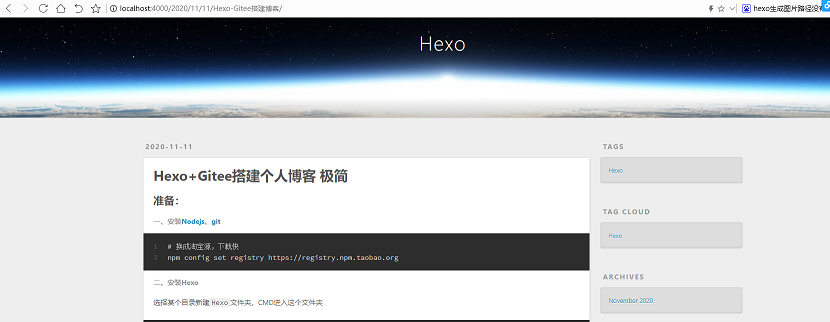 localhost:4000/2020/11/11/Hexo-Gitee搭建博客/
hexo生成图片路径没有
Hexo
2020-11-11
Hexo+Gitee搭建个人博客 极简
准备：
一、安装Nodejs、git
1 # 换成淘宝源，下载快
2 npm config set registry https://registry.npm.taobao.org
二、安装Hexo
选择某个目录新建 Hexo 文件夹，CMD进入这个文件夹
TAGS
Hexo
TAG CLOUD
Hexo
ARCHIVES
November 2020